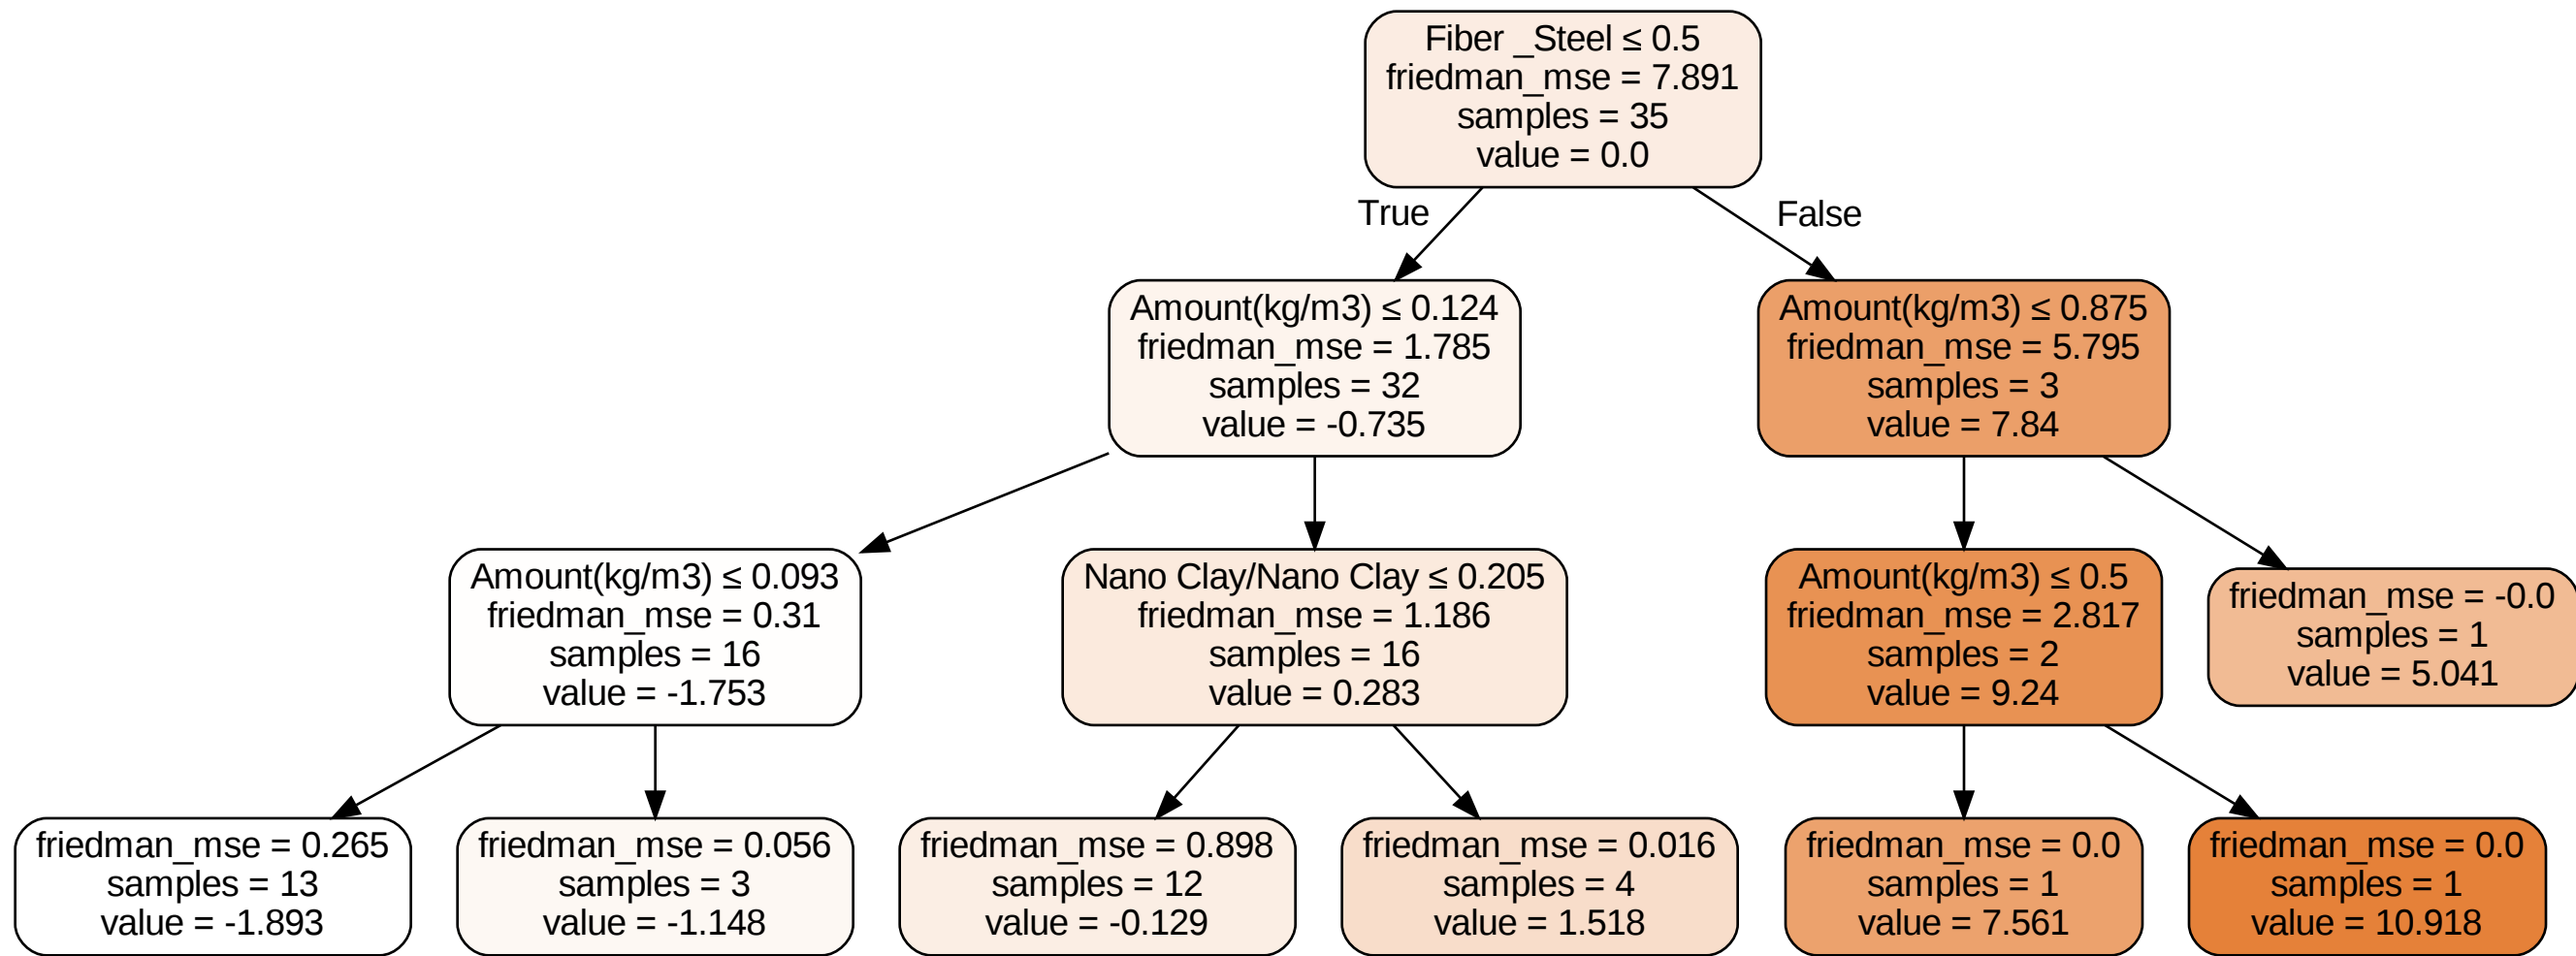 Fiber _Steel ≤ 0.5
friedman_mse = 7.891
samples = 35
value = 0.0
True
False
Amount(kg/m3) ≤ 0.124
friedman_mse = 1.785
samples = 32
value = -0.735
Amount(kg/m3) ≤ 0.875
friedman_mse = 5.795
samples = 3
value = 7.84
Amount(kg/m3) ≤ 0.093
friedman_mse = 0.31
samples = 16
value = -1.753
Nano Clay/Nano Clay ≤ 0.205
friedman_mse = 1.186
samples = 16
value = 0.283
Amount(kg/m3) ≤ 0.5
friedman_mse = 2.817
samples = 2
value = 9.24
friedman_mse = -0.0
samples = 1
value = 5.041
friedman_mse = 0.265
samples = 13
value = -1.893
friedman_mse = 0.056
samples = 3
value = -1.148
friedman_mse = 0.898
samples = 12
value = -0.129
friedman_mse = 0.016
samples = 4
value = 1.518
friedman_mse = 0.0
samples = 1
value = 7.561
friedman_mse = 0.0
samples = 1
value = 10.918